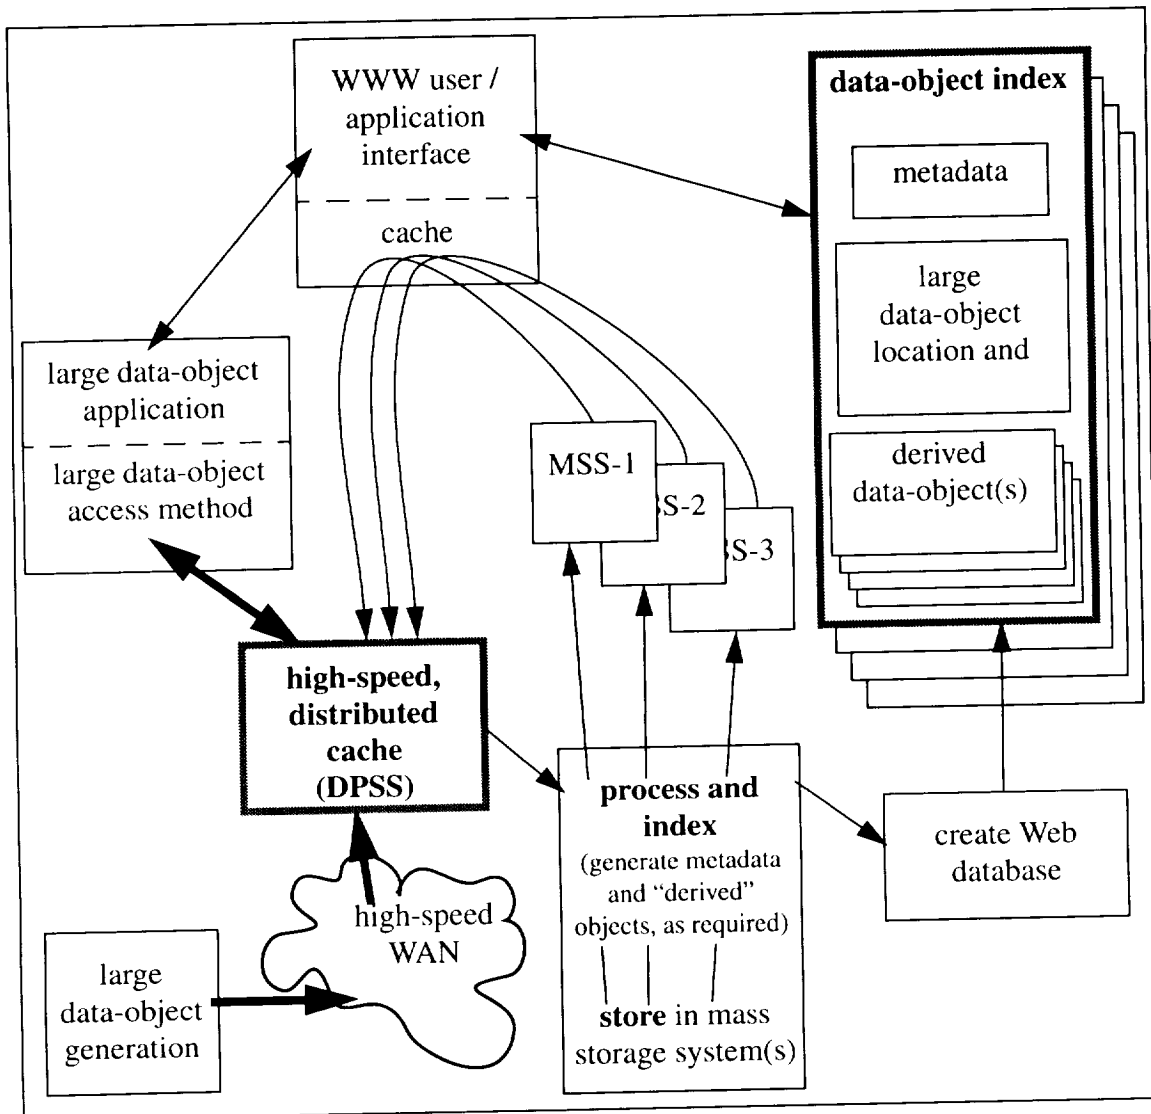 WWW user /
application
interface
cache
data-object index
metadata
large
data-object
location and
derived
data-object(s)
large data-object
application
large data-object
access method
MSS-1
SS-2
SS-3
high-speed,
distributed
cache
(DPSS)
process and
index
(generate metadata
and “derived”
objects, as required)
store in mass
storage system(s)
create Web
database
high-speed
WAN
large
data-object
generation